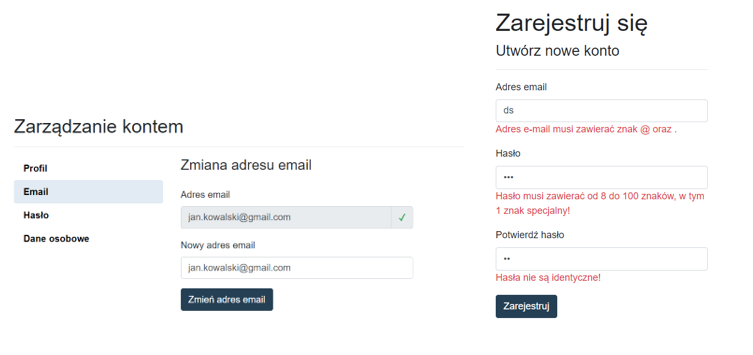 Zarządzanie kontem
Profil
Email
Hasło
Dane osobowe
Zmiana adresu email
Adres email
jan.kowalski@gmail.com ✓
Nowy adres email
jan.kowalski@gmail.com
Zmień adres email
Zarejestruj się
Utwórz nowe konto
Adres email
ds
Adres e-mail musi zawierać znak @ oraz .
Hasło
•••
Hasło musi zawierać od 8 do 100 znaków, w tym
1 znak specjalny!
Potwierdź hasło
••
Hasła nie są identyczne!
Zarejestruj